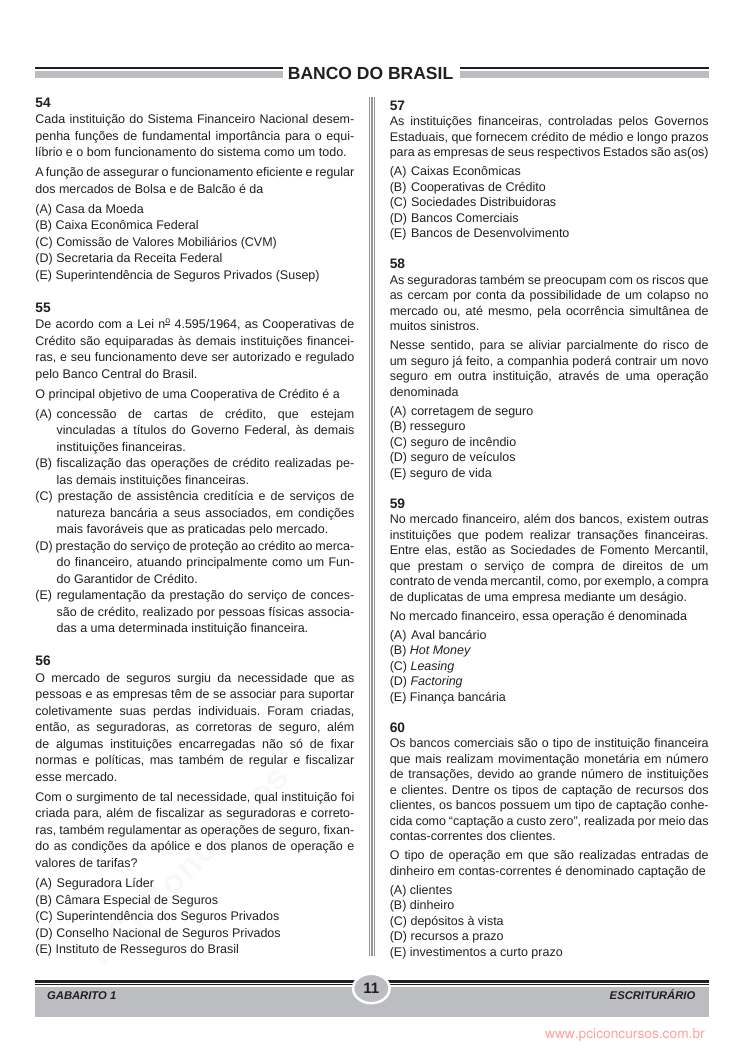 BANCO DO BRASIL
54
Cada instituição do Sistema Financeiro Nacional desem-
penha funções de fundamental importância para o equi-
líbrio e o bom funcionamento do sistema como um todo.
A função de assegurar o funcionamento eficiente e regular
dos mercados de Bolsa e de Balcão é da
(A) Casa da Moeda
(B) Caixa Econômica Federal
(C) Comissão de Valores Mobiliários (CVM)
(D) Secretaria da Receita Federal
(E) Superintendência de Seguros Privados (Susep)
55
De acordo com a Lei nº 4.595/1964, as Cooperativas de
Crédito são equiparadas às demais instituições financei-
ras, e seu funcionamento deve ser autorizado e regulado
pelo Banco Central do Brasil.
O principal objetivo de uma Cooperativa de Crédito é a
(A) concessão de cartas de crédito, que estejam
vinculadas a títulos do Governo Federal, às demais
instituições financeiras.
(B) fiscalização das operações de crédito realizadas pe-
las demais instituições financeiras.
(C) prestação de assistência creditícia e de serviços de
natureza bancária a seus associados, em condições
mais favoráveis que as praticadas pelo mercado.
(D) prestação do serviço de proteção ao crédito ao merca-
do financeiro, atuando principalmente como um Fun-
do Garantidor de Crédito.
(E) regulamentação da prestação do serviço de conces-
são de crédito, realizado por pessoas físicas associa-
das a uma determinada instituição financeira.
56
O mercado de seguros surgiu da necessidade que as
pessoas e as empresas têm de se associar para suportar
coletivamente suas perdas individuais. Foram criadas,
então, as seguradoras, as corretoras de seguro, além
de algumas instituições encarregadas não só de fixar
normas e políticas, mas também de regular e fiscalizar
esse mercado.
Com o surgimento de tal necessidade, qual instituição foi
criada para, além de fiscalizar as seguradoras e correto-
ras, também regulamentar as operações de seguro, fixan-
do as condições da apólice e dos planos de operação e
valores de tarifas?
(A) Seguradora Líder
(B) Câmara Especial de Seguros
(C) Superintendência dos Seguros Privados
(D) Conselho Nacional de Seguros Privados
(E) Instituto de Resseguros do Brasil
57
As instituições financeiras, controladas pelos Governos
Estaduais, que fornecem crédito de médio e longo prazos
para as empresas de seus respectivos Estados são as(os)
(A) Caixas Econômicas
(B) Cooperativas de Crédito
(C) Sociedades Distribuidoras
(D) Bancos Comerciais
(E) Bancos de Desenvolvimento
58
As seguradoras também se preocupam com os riscos que
as cercam por conta da possibilidade de um colapso no
mercado ou, até mesmo, pela ocorrência simultânea de
muitos sinistros.
Nesse sentido, para se aliviar parcialmente do risco de
um seguro já feito, a companhia poderá contrair um novo
seguro em outra instituição, através de uma operação
denominada
(A) corretagem de seguro
(B) resseguro
(C) seguro de incêndio
(D) seguro de veículos
(E) seguro de vida
59
No mercado financeiro, além dos bancos, existem outras
instituições que podem realizar transações financeiras.
Entre elas, estão as Sociedades de Fomento Mercantil,
que prestam o serviço de compra de direitos de um
contrato de venda mercantil, como, por exemplo, a compra
de duplicatas de uma empresa mediante um deságio.
No mercado financeiro, essa operação é denominada
(A) Aval bancário
(B) Hot Money
(C) Leasing
(D) Factoring
(E) Finança bancária
60
Os bancos comerciais são o tipo de instituição financeira
que mais realizam movimentação monetária em número
de transações, devido ao grande número de instituições
e clientes. Dentre os tipos de captação de recursos dos
clientes, os bancos possuem um tipo de captação conhe-
cida como “captação a custo zero”, realizada por meio das
contas-correntes dos clientes.
O tipo de operação em que são realizadas entradas de
dinheiro em contas-correntes é denominado captação de
(A) clientes
(B) dinheiro
(C) depósitos à vista
(D) recursos a prazo
(E) investimentos a curto prazo
GABARITO 1
11
ESCRITURÁRIO
www.pciconcursos.com.br